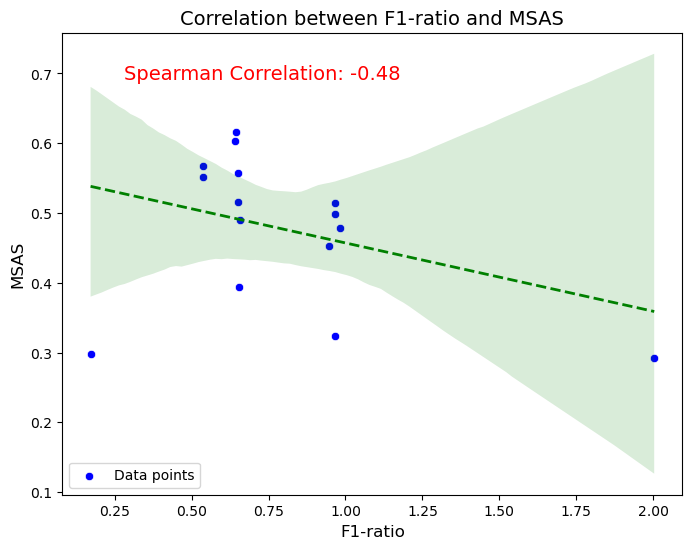 Correlation between F1-ratio and MSAS
Spearman Correlation: -0.48
MSAS
0.7
0.6
0.5
0.4
0.3
0.2
0.1
Data points
0.25 0.50 0.75 1.00 1.25 1.50 1.75 2.00
F1-ratio